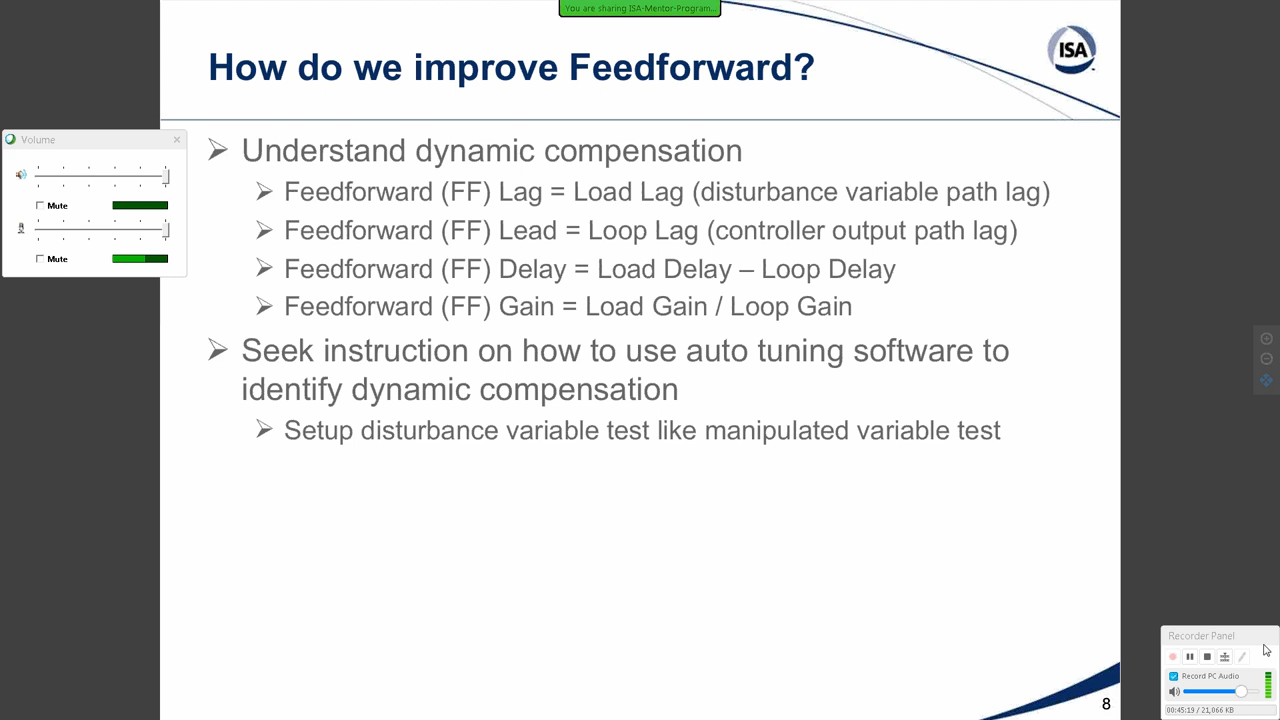 You are sharing ISA-Mentor-Program...
How do we improve Feedforward?
ISA
Volume
Mute
Mute
Understand dynamic compensation
Feedforward (FF) Lag = Load Lag (disturbance variable path lag)
Feedforward (FF) Lead = Loop Lag (controller output path lag)
Feedforward (FF) Delay = Load Delay – Loop Delay
Feedforward (FF) Gain = Load Gain / Loop Gain
Seek instruction on how to use auto tuning software to
identify dynamic compensation
Setup disturbance variable test like manipulated variable test
Recorder Panel
Record PC Audio
00:45:19 / 21,066 KB
8